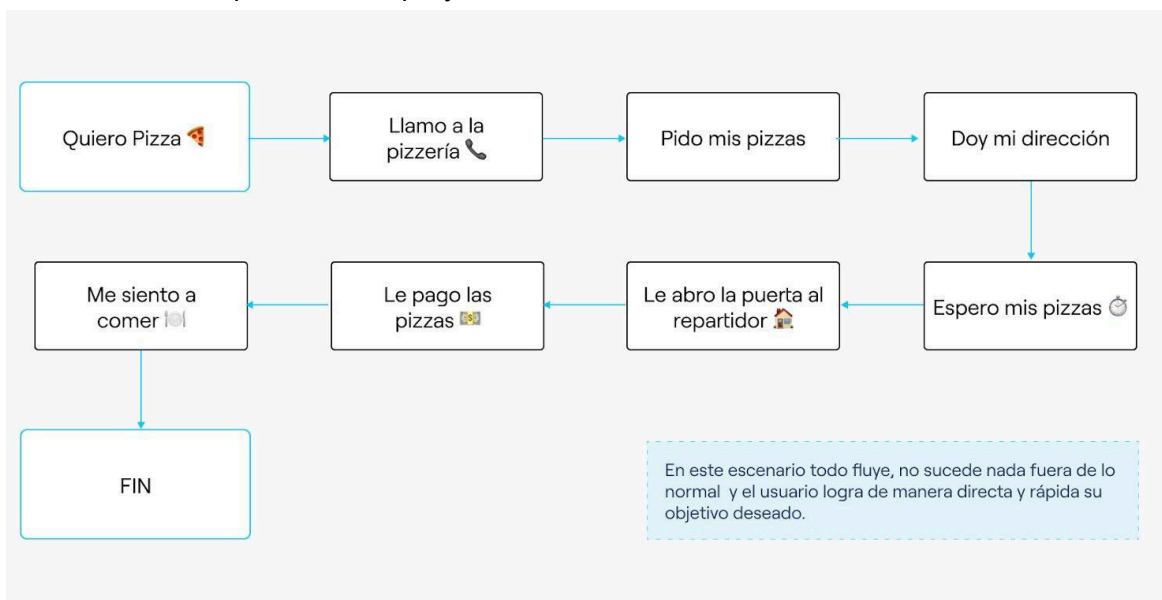 Quiero Pizza 🍕
Llamo a la
pizzería 📞
Pido mis pizzas
Doy mi dirección
Espero mis pizzas ⏱
Le abro la puerta al
repartidor 🏠
Le pago las
pizzas 💵
Me siento a
comer 🍽
FIN
En este escenario todo fluye, no sucede nada fuera de lo
normal y el usuario logra de manera directa y rápida su
objetivo deseado.